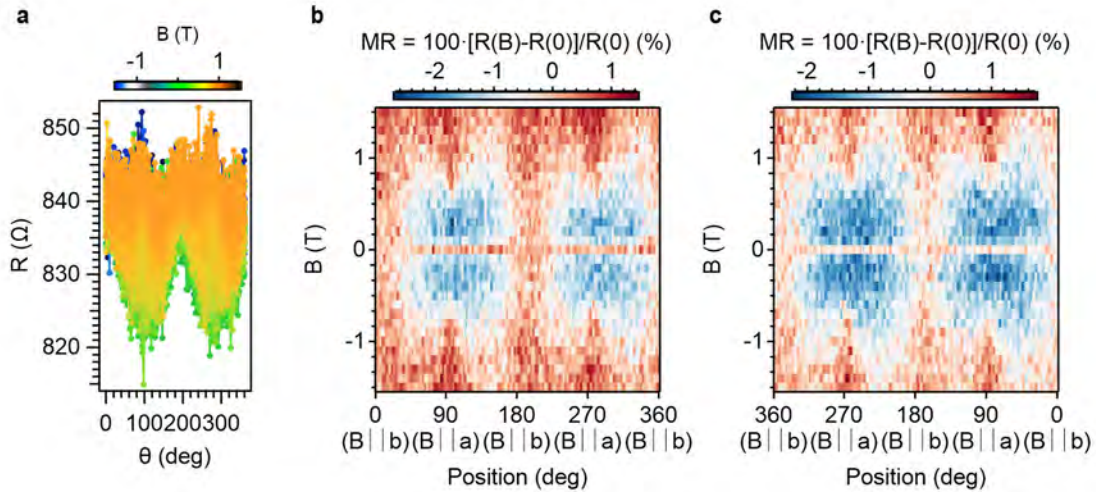 a
B (T)
-1 1
850
840
830
820
R (Ω)
0 100 200 300
θ (deg)
b
MR = 100·[R(B)-R(0)]/R(0) (%)
-2 -1 0 1
1
0
-1
B (T)
0 90 180 270 360
(B||b)(B||a)(B||b)(B||a)(B||b)
Position (deg)
c
MR = 100·[R(B)-R(0)]/R(0) (%)
-2 -1 0 1
1
0
-1
B (T)
360 270 180 90 0
(B||b)(B||a)(B||b)(B||a)(B||b)
Position (deg)